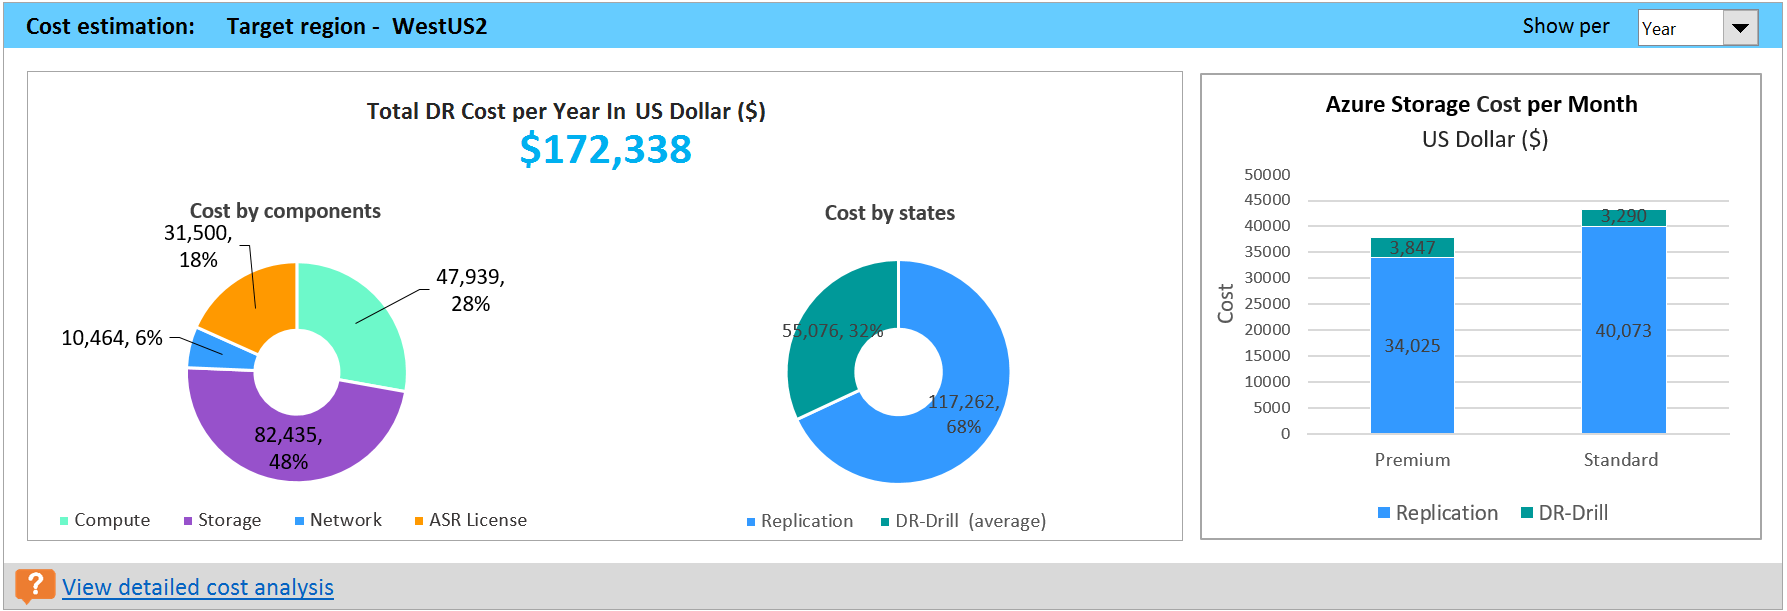 Cost estimation: Target region - WestUS2
Show per Year
Total DR Cost per Year In US Dollar ($)
$172,338
Cost by components
31,500,
18%
47,939,
28%
10,464, 6%
82,435,
48%
Compute Storage Network ASR License
Cost by states
55,076, 32%
117,262,
68%
Replication DR-Drill (average)
Azure Storage Cost per Month
US Dollar ($)
Cost
50000
45000
40000
35000
30000
25000
20000
15000
10000
5000
0
3,847
34,025
3,290
40,073
Premium Standard
Replication DR-Drill
? View detailed cost analysis